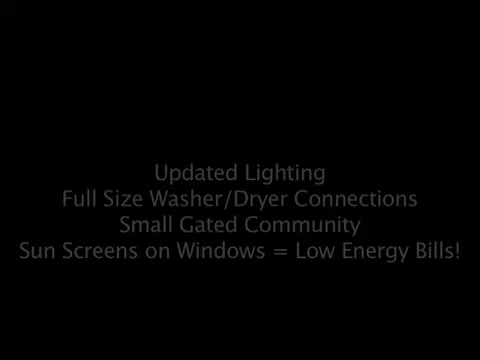 Updated Lighting
Full Size Washer/Dryer Connections
Small Gated Community
Sun Screens on Windows = Low Energy Bills!